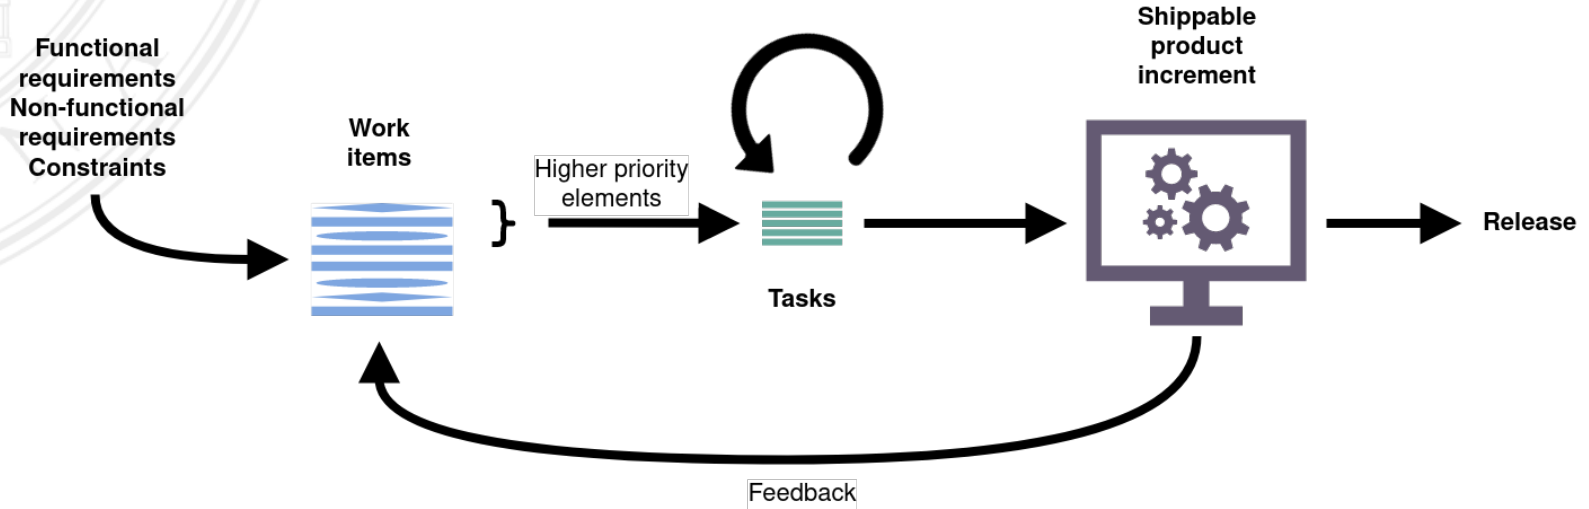 Functional
requirements
Non-functional
requirements
Constraints
Work
items
Higher priority
elements
Tasks
Shippable
product
increment
Release
Feedback